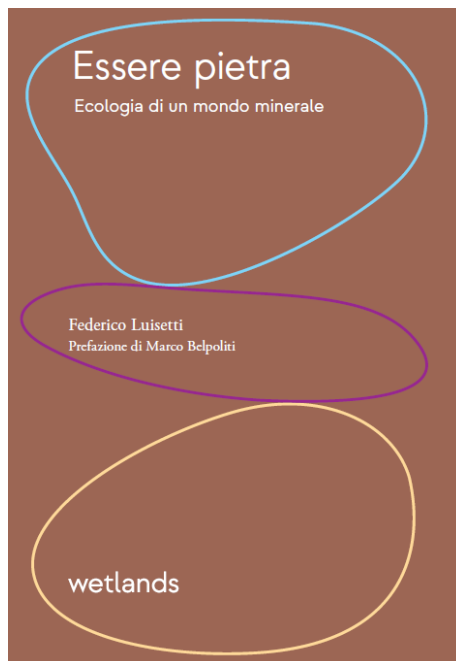 Essere pietra
Ecologia di un mondo minerale
Federico Luisetti
Prefazione di Marco Belpoliti
wetlands